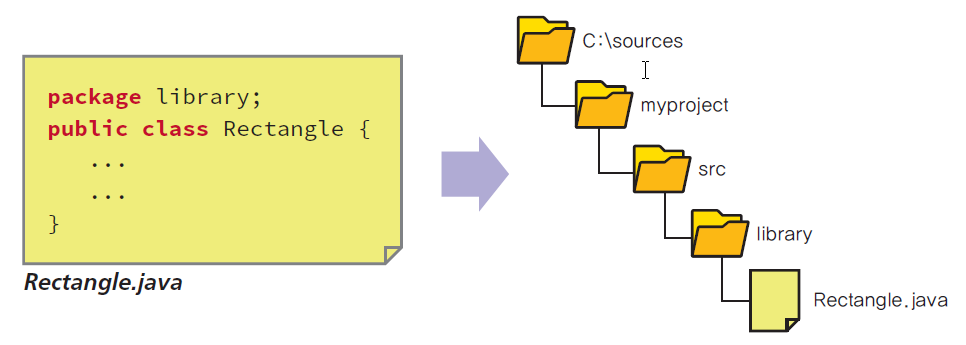 package library;
public class Rectangle {
...
...
}
Rectangle.java
C:\sources
myproject
src
library
Rectangle.java